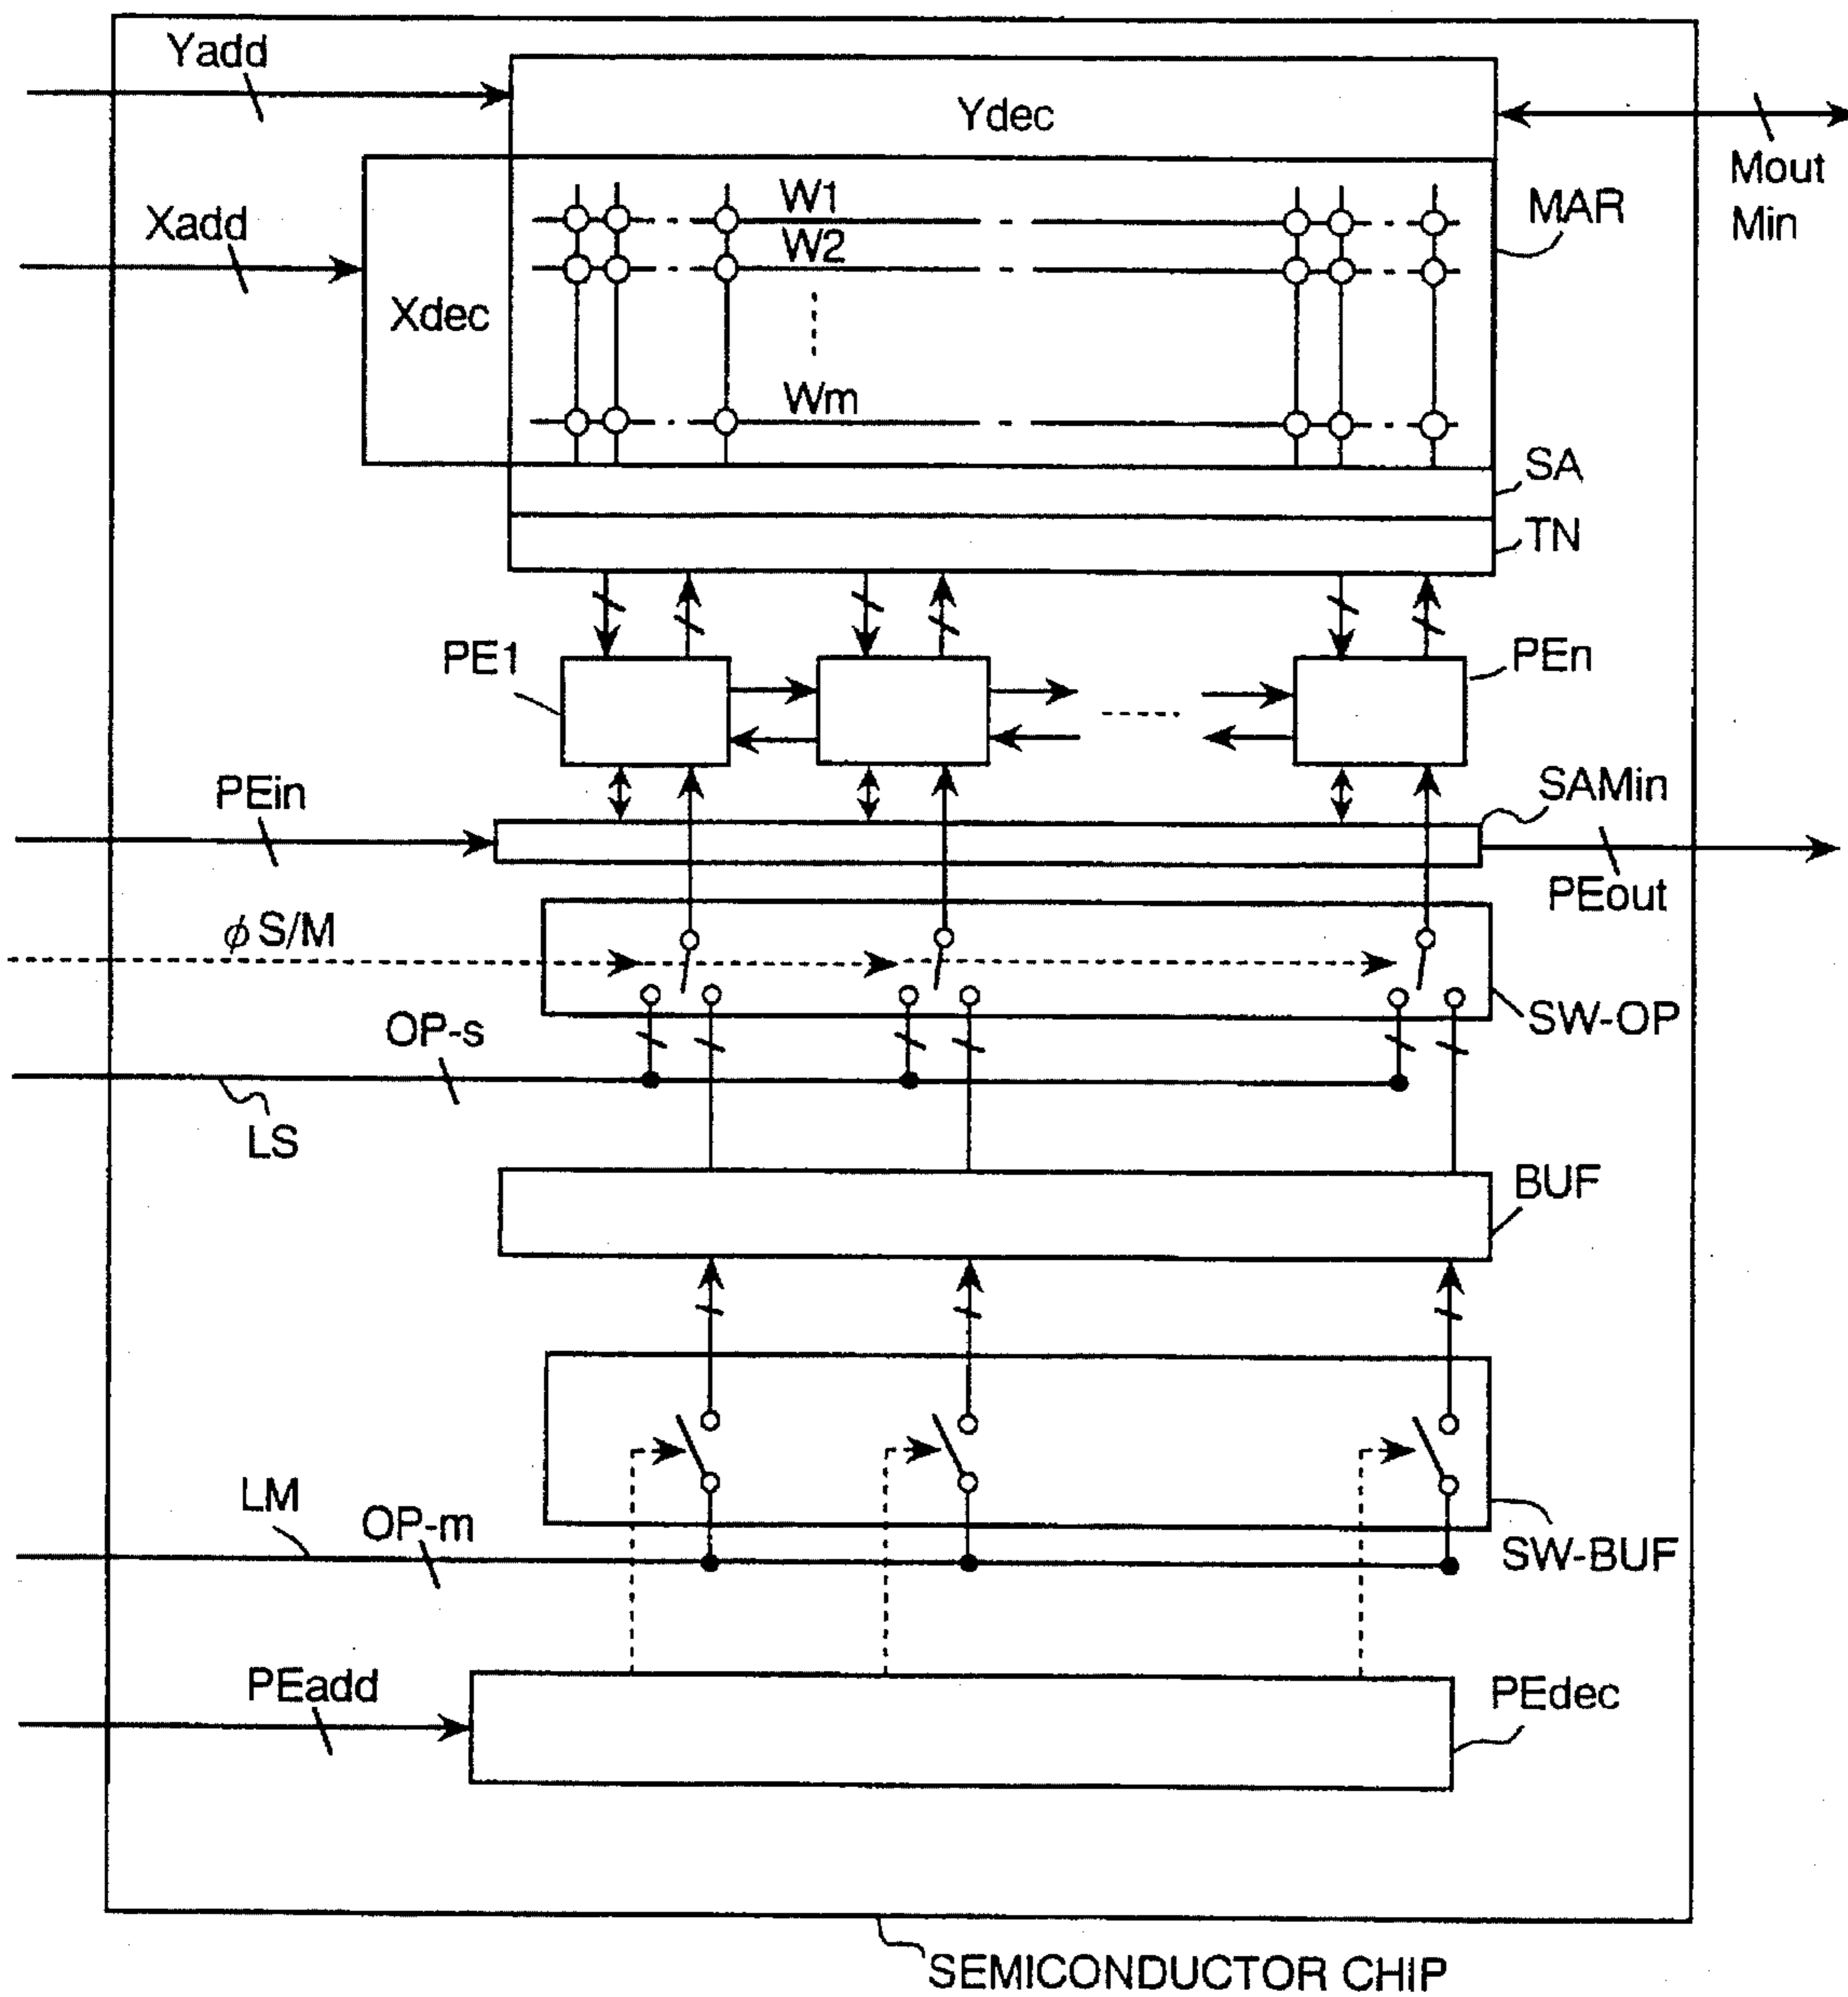 Yadd
Ydec
Mout
Min
Xadd
W1
MAR
W2
Xdec
Wm
SA
TN
PE1
PEn
PEin
SAMin
PEout
φ S/M
SW-OP
OP-s
LS
BUF
LM
OP-m
SW-BUF
PEadd
PEdec
SEMICONDUCTOR CHIP